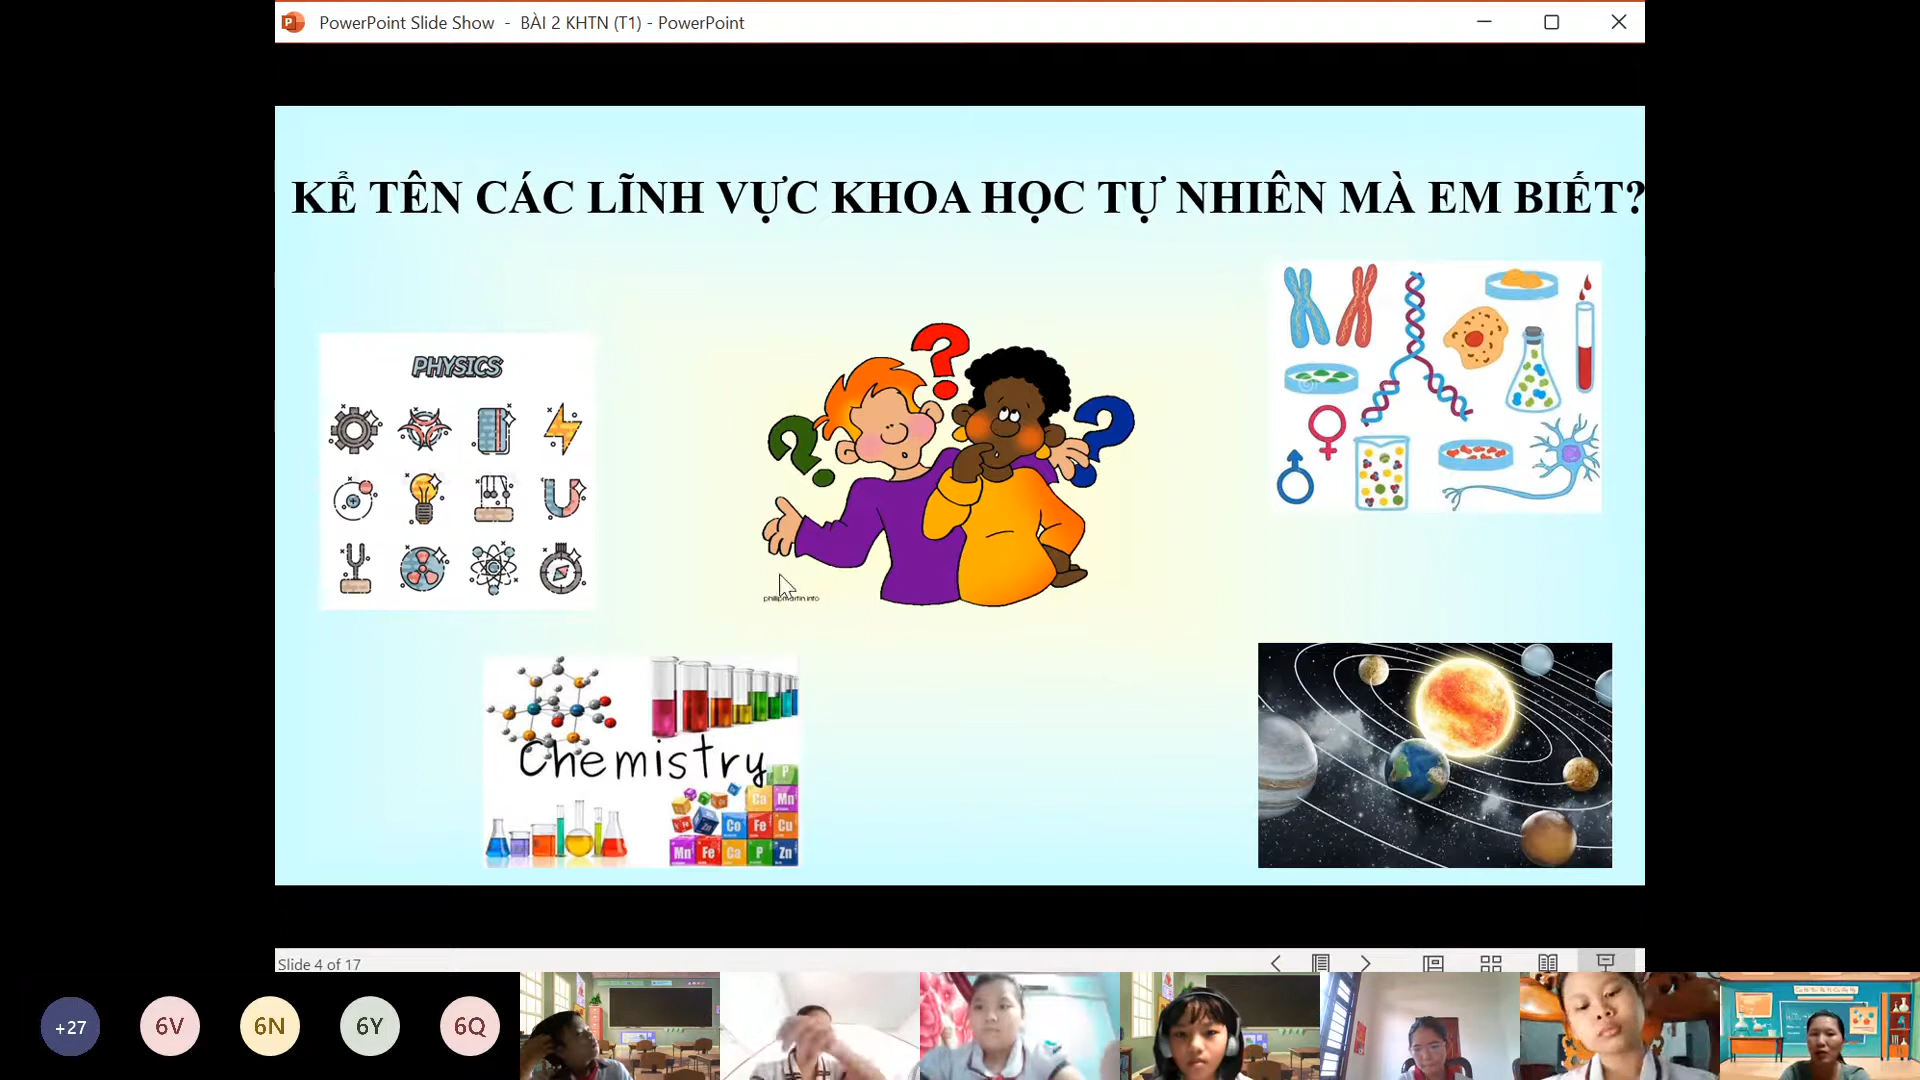 PowerPoint Slide Show - BÀI 2 KHTN (T1) - PowerPoint
KỂ TÊN CÁC LĨNH VỰC KHOA HỌC TỰ NHIÊN MÀ EM BIẾT?
PHYSICS
phillipmartin.info
Chemistry
P
Ca Mn
Co Fe Cu
Mn Fe Ca P Zn
Slide 4 of 17
+27
6V
6N
6Y
6Q